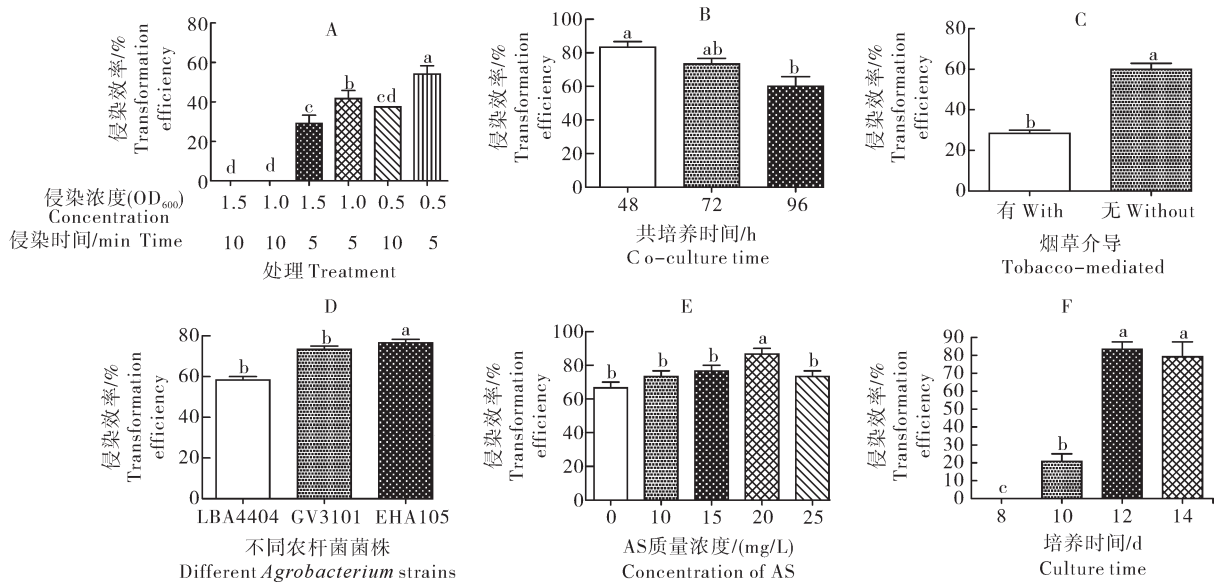 A
侵染效率/%
Transformation
efficiency
80
60
40
20
0
d
d
c
b
cd
a
侵染浓度(OD600) 1.5 1.0 1.5 1.0 0.5 0.5
Concentration
侵染时间/min Time 10 10 5 5 10 5
处理 Treatment
B
侵染效率/%
Transformation
efficiency
100
80
60
40
20
0
a
ab
b
48 72 96
共培养时间/h
Co-culture time
C
侵染效率/%
Transformation
efficiency
80
60
40
20
0
b
a
有 With 无 Without
烟草介导
Tobacco-mediated
D
侵染效率/%
Transformation
efficiency
80
60
40
20
0
b
b
a
LBA4404 GV3101 EHA105
不同农杆菌菌株
Different Agrobacterium strains
E
侵染效率/%
Transformation
efficiency
100
80
60
40
20
0
b
b
b
a
b
0 10 15 20 25
AS质量浓度/(mg/L)
Concentration of AS
F
侵染效率/%
Transformation
efficiency
90
80
70
60
50
40
30
20
10
0
c
b
a
a
8 10 12 14
培养时间/d
Culture time